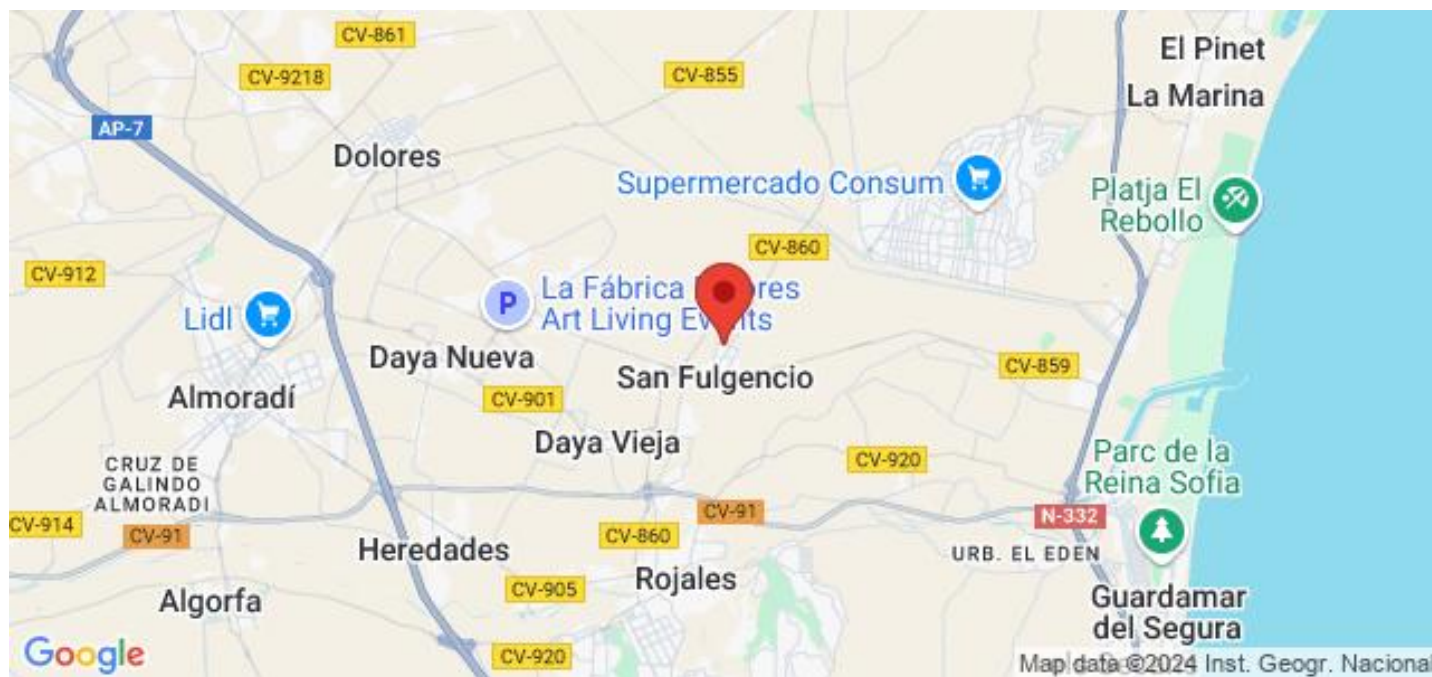 CV-861
El Pinet
CV-9218
CV-855
La Marina
AP-7
Dolores
Supermercado Consum
Platja El
Rebollo
CV-860
CV-912
La Fábrica
res
Art Living Events
Lidl
Daya Nueva
CV-859
San Fulgencio
Almoradí
CV-901
Daya Vieja
CV-920
Parc de la
Reina Sofia
CRUZ DE
GALINDO
ALMORADI
CV-914
CV-91
CV-91
N-332
CV-860
Heredades
URB. EL EDEN
Rojales
CV-905
Algorfa
Guardamar
del Segura
Google
CV-920
Map data ©2024 Inst. Geogr. Nacional